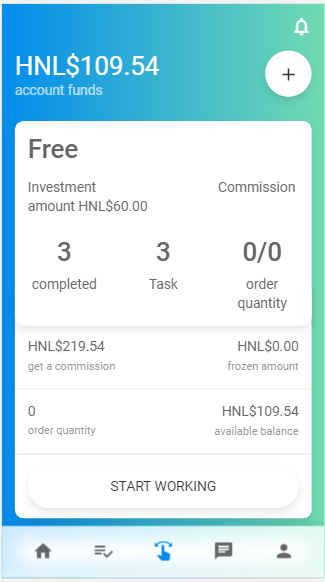 HNL$109.54
account funds
Free
Investment
amount HNL$60.00
Commission
3
3
0/0
completed
Task
order
quantity
HNL$219.54
HNL$0.00
get a commission
frozen amount
0
HNL$109.54
order quantity
available balance
START WORKING